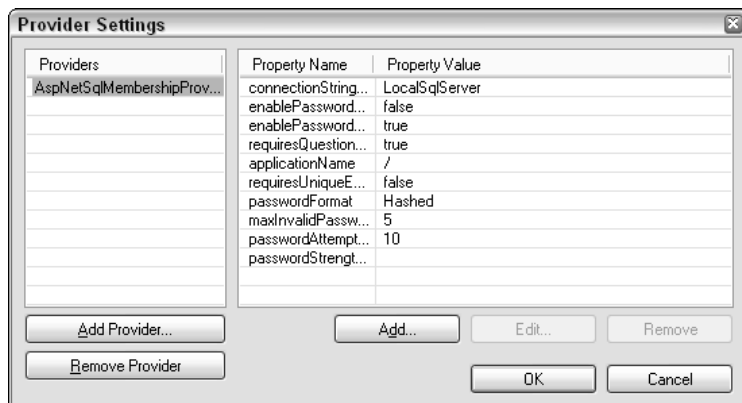 Provider Settings
Providers
AspNetSqlMembershipProv...
Property Name Property Value
connectionString... LocalSqlServer
enablePassword... false
enablePassword... true
requiresQuestion... true
applicationName /
requiresUniqueE... false
passwordFormat Hashed
maxInvalidPassw... 5
passwordAttempt... 10
passwordStrengt...
Add Provider...
Remove Provider
Add...
Edit...
Remove
OK
Cancel